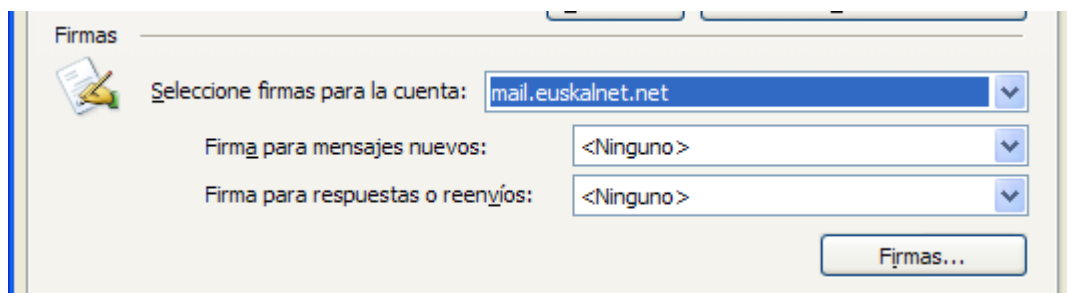 Firmas
Seleccione firmas para la cuenta: mail.euskalnet.net
Firma para mensajes nuevos: <Ninguno>
Firma para respuestas o reenvíos: <Ninguno>
Firmas...